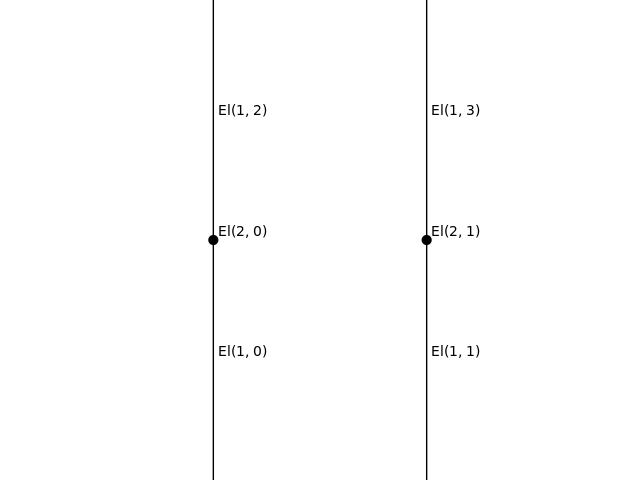 El(1, 2)
El(1, 3)
El(2, 0)
El(2, 1)
El(1, 0)
El(1, 1)